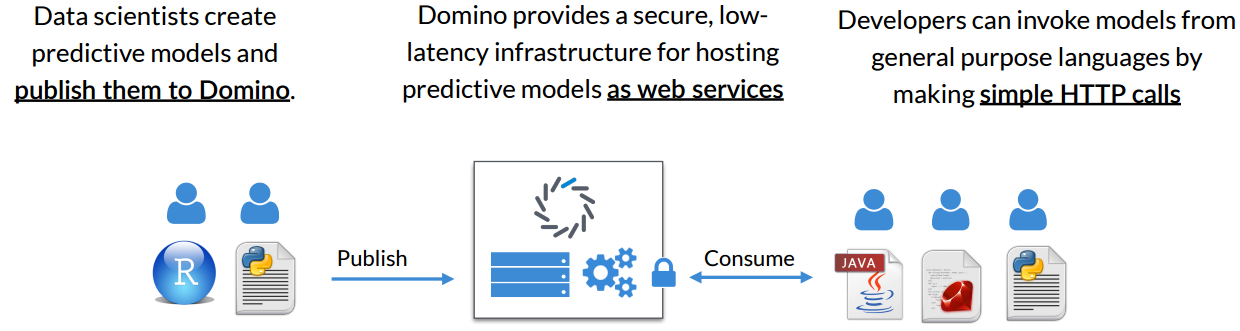 Data scientists create
predictive models and
publish them to Domino.
Domino provides a secure, low-
latency infrastructure for hosting
predictive models as web services
Developers can invoke models from
general purpose languages by
making simple HTTP calls
R
Publish
Consume
JAVA